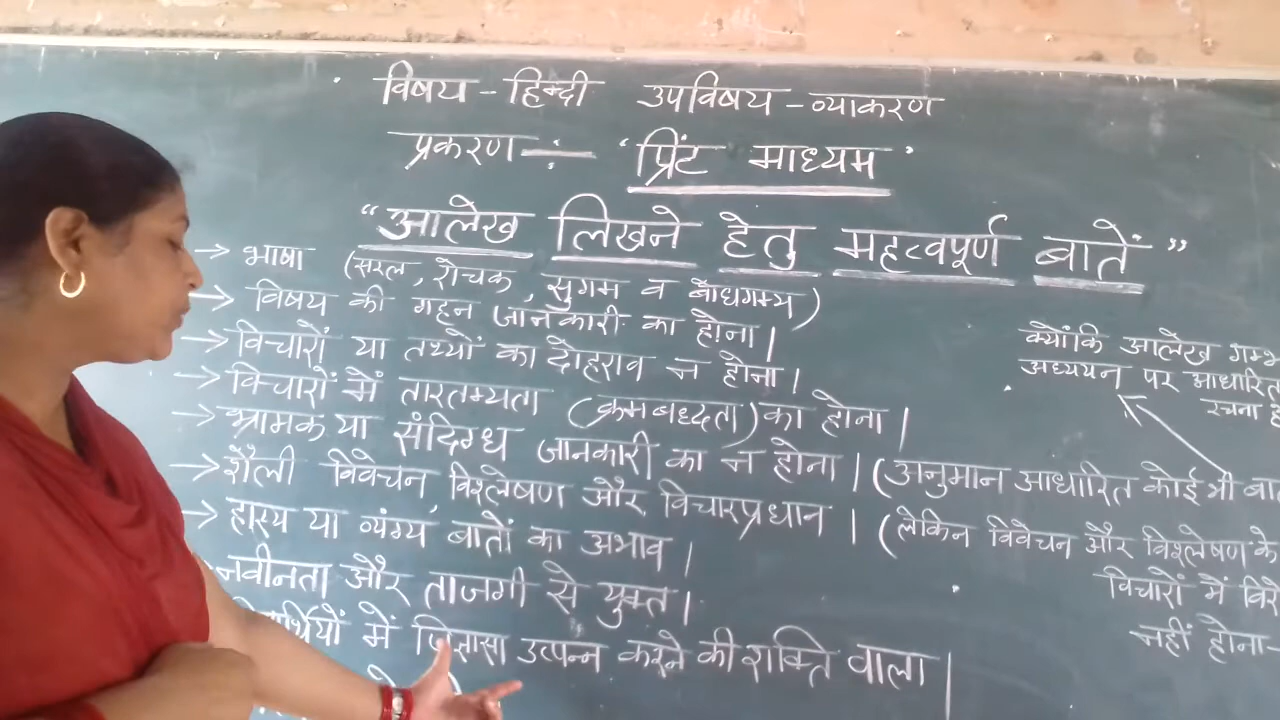 विषय - हिन्दी उपविषय - व्याकरण
प्रकरण ÷ 'प्रिंट माध्यम'
"आलेख लिखने हेतु महत्वपूर्ण बातें"
→ भाषा (सरल, रोचक, सुगम व बोधगम्य)
→ विषय की गहन जानकारी का होना।
→ विचारों या तथ्यों का दोहराव न होना।
→ विचारों में तारतम्यता (क्रमबध्दता) का होना।
→ भ्रामक या संदिग्ध जानकारी का न होना। (अनुमान आधारित कोई भी
→ शैली विवेचन, विश्लेषण और विचारप्रधान। (लेकिन विवेचन और विश्लेषण के
→ हास्य या व्यंग्य बातों का अभाव।
नवीनता और ताजगी से युक्त।
में जिज्ञासा उत्पन्न करने की शक्ति वाला।
क्योंकि आलेख
अध्ययन पर आधारित
रचना
विचारों में
नहीं होना-